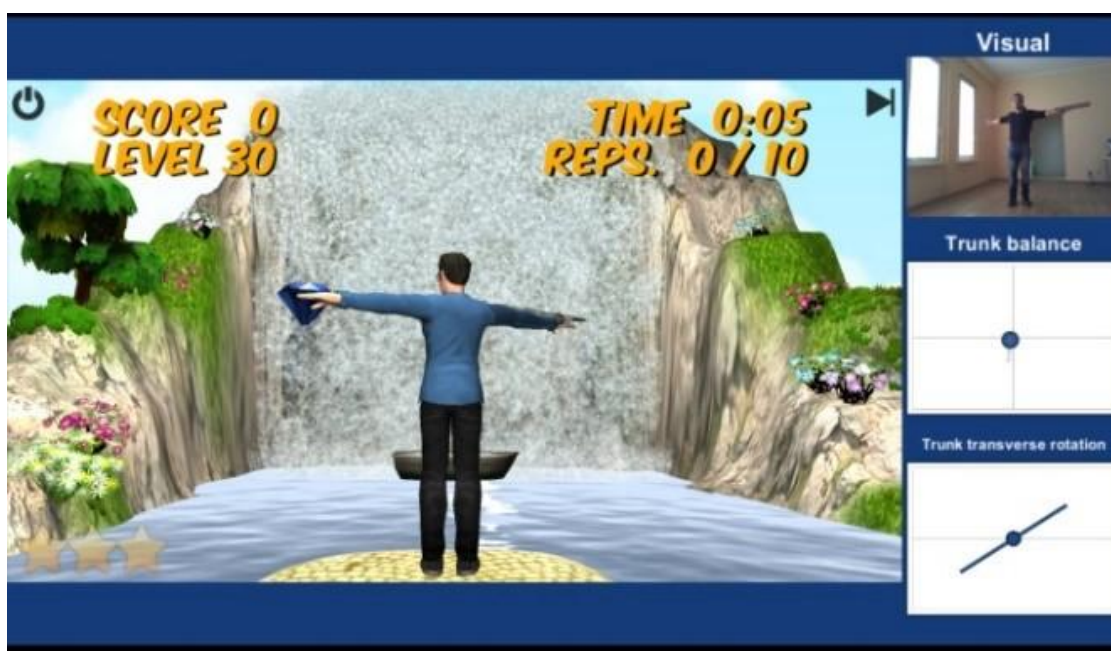 SCORE 0
LEVEL 30
TIME 0:05
REPS. 0 / 10
Visual
Trunk balance
Trunk transverse rotation